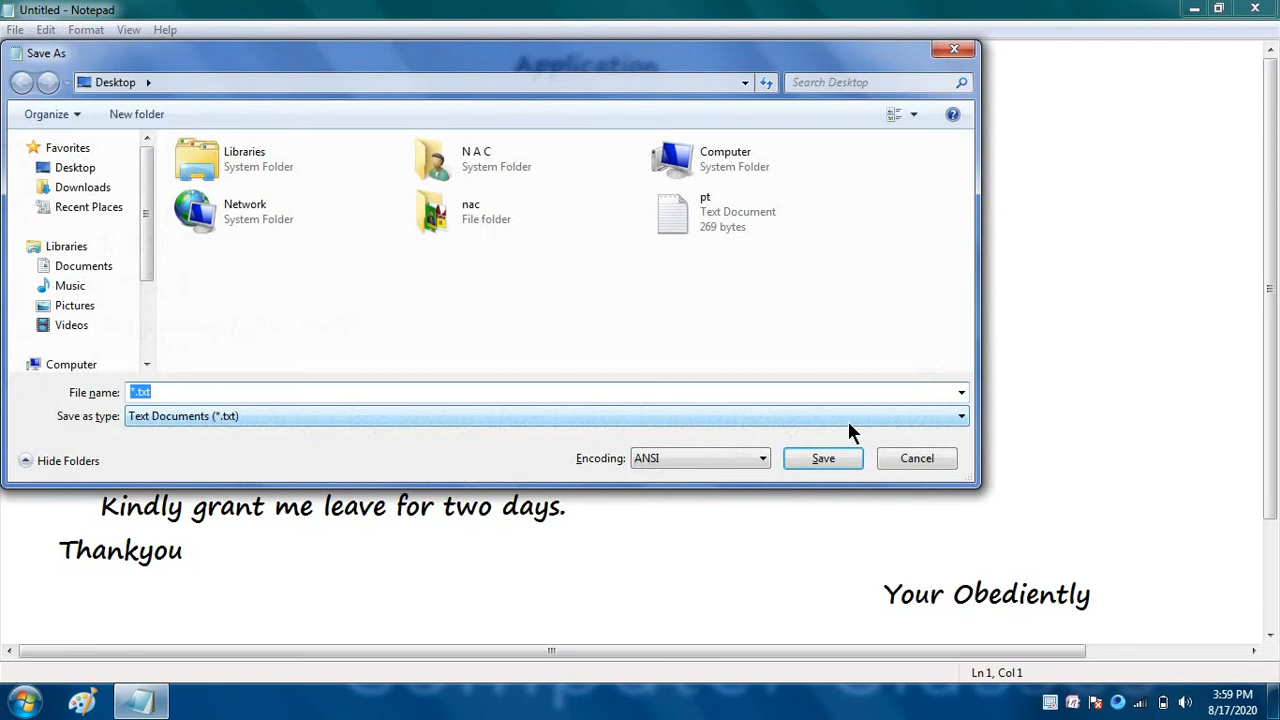 Untitled - Notepad
File Edit Format View Help
Save As
Application
Desktop
Search Desktop
Organize New folder
Favorites
Desktop
Downloads
Recent Places
Libraries
Documents
Music
Pictures
Videos
Computer
Libraries
System Folder
N A C
System Folder
Computer
System Folder
Network
System Folder
nac
File folder
pt
Text Document
269 bytes
File name: *.txt
Save as type: Text Documents (*.txt)
Hide Folders Encoding: ANSI Save Cancel
Kindly grant me leave for two days.
Thankyou
Your Obediently
Ln 1, Col 1
3:59 PM
8/17/2020